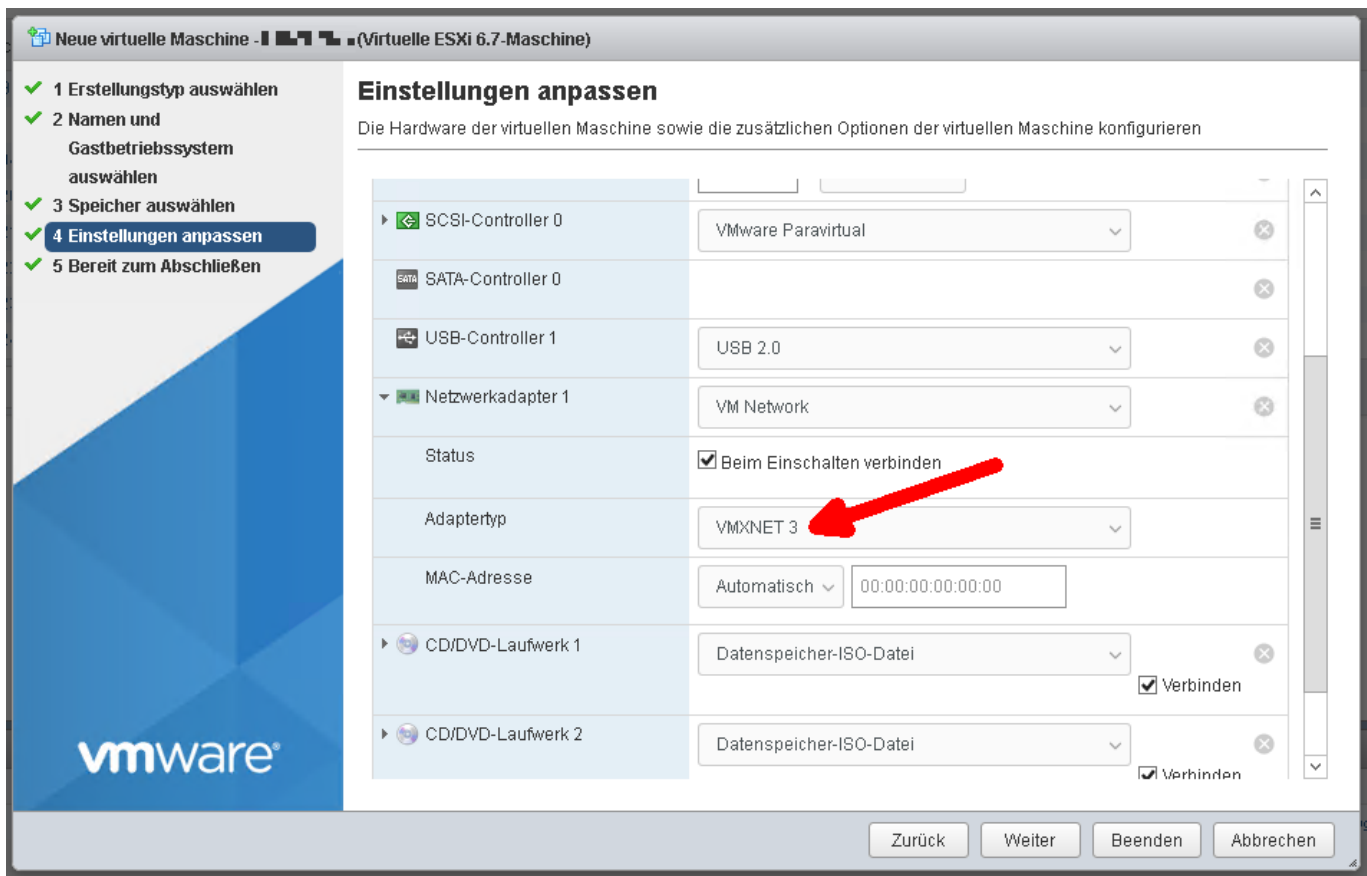 Neue virtuelle Maschine - (Virtuelle ESXi 6.7-Maschine)
1 Erstellungstyp auswählen
2 Namen und
Gastbetriebssystem
auswählen
3 Speicher auswählen
4 Einstellungen anpassen
5 Bereit zum Abschließen
vmware®
Einstellungen anpassen
Die Hardware der virtuellen Maschine sowie die zusätzlichen Optionen der virtuellen Maschine konfigurieren
SCSI-Controller 0 VMware Paravirtual
SATA SATA-Controller 0
USB-Controller 1 USB 2.0
Netzwerkadapter 1 VM Network
Status Beim Einschalten verbinden
Adaptertyp VMXNET 3
MAC-Adresse Automatisch 00:00:00:00:00:00
CD/DVD-Laufwerk 1 Datenspeicher-ISO-Datei
Verbinden
CD/DVD-Laufwerk 2 Datenspeicher-ISO-Datei
Verbinden
Zurück Weiter Beenden Abbrechen